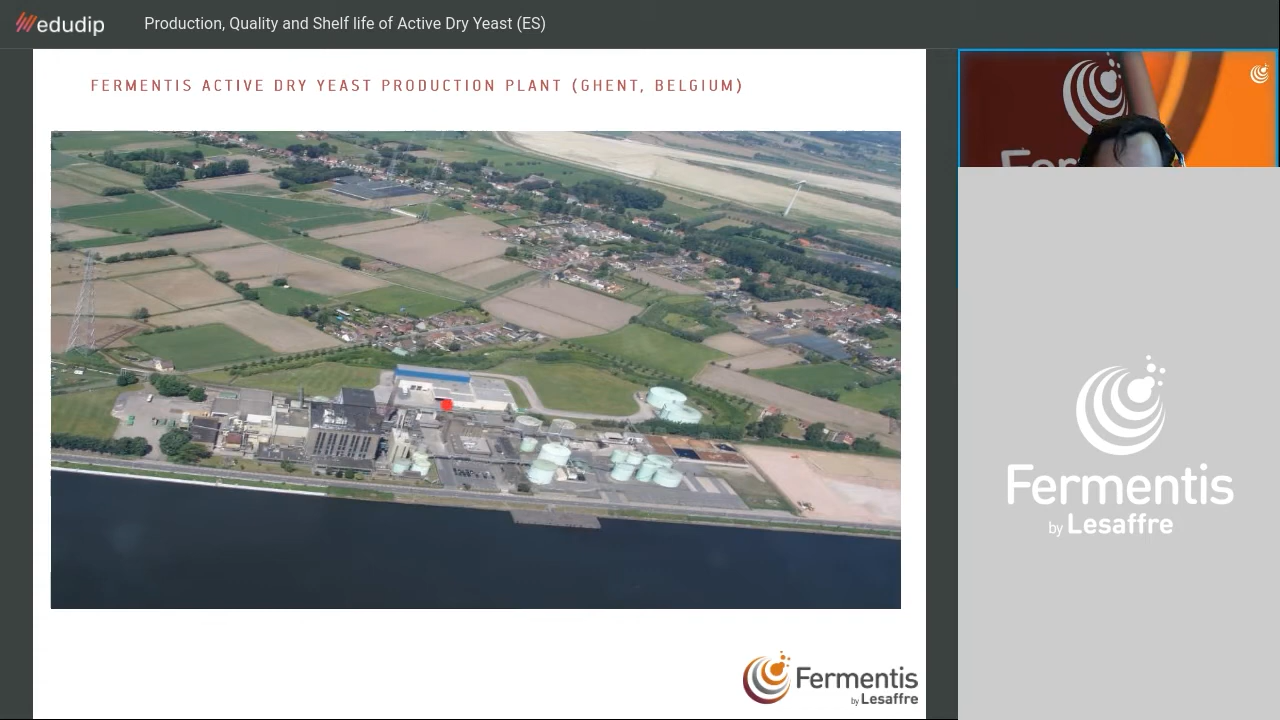 edudip
Production, Quality and Shelf life of Active Dry Yeast (ES)
FERMENTIS ACTIVE DRY YEAST PRODUCTION PLANT (GHENT, BELGIUM)
Fer
Fermentis
by Lesaffre
Fermentis
by Lesaffre